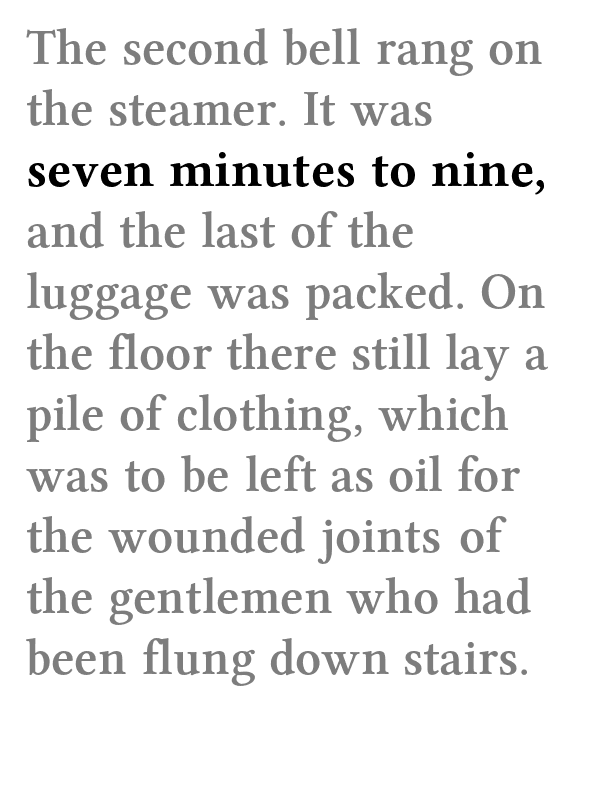 The second bell rang on
the steamer. It was
seven minutes to nine,
and the last of the
luggage was packed. On
the floor there still lay a
pile of clothing, which
was to be left as oil for
the wounded joints of
the gentlemen who had
been flung down stairs.